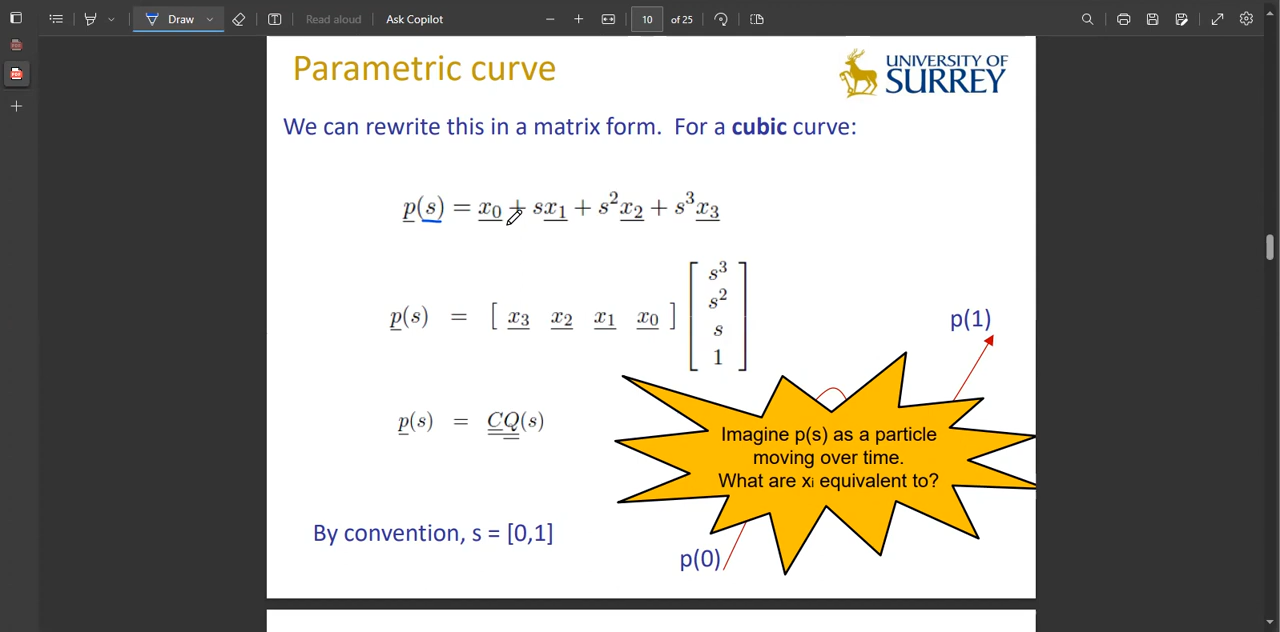 Draw
Read aloud
Ask Copilot
10 of 25
Parametric curve
UNIVERSITY OF
SURREY
We can rewrite this in a matrix form. For a cubic curve:
p(s) = x₀ + sx₁ + s²x₂ + s³x₃
s³
s²
p(s) = [ x₃ x₂ x₁ x₀ ]
s
1
p(1)
p(s) = CQ(s)
Imagine p(s) as a particle
moving over time.
What are xᵢ equivalent to?
By convention, s = [0,1]
p(0)